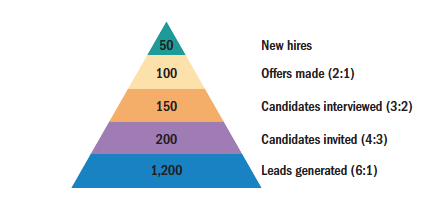 50 New hires
100 Offers made (2:1)
150 Candidates interviewed (3:2)
200 Candidates invited (4:3)
1,200 Leads generated (6:1)